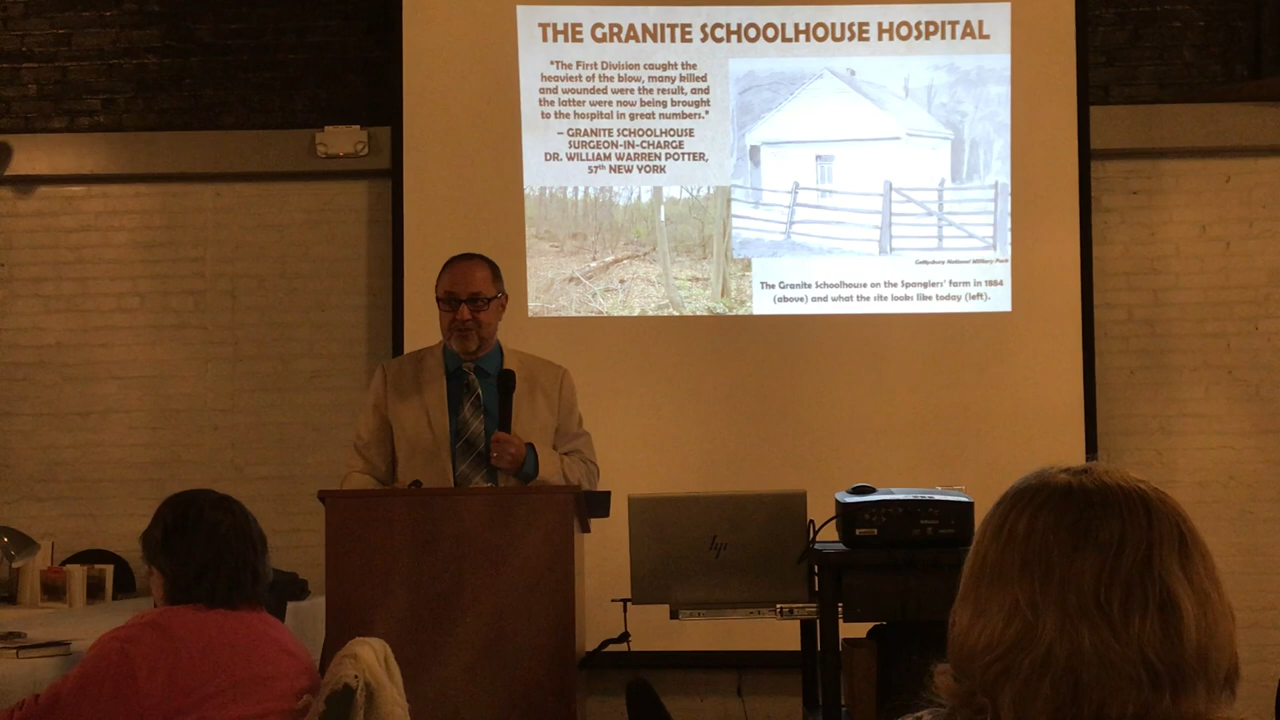 THE GRANITE SCHOOLHOUSE HOSPITAL
"The First Division caught the
heaviest of the blow, many killed
and wounded were the result, and
the latter were now being brought
to the hospital in great numbers."
– GRANITE SCHOOLHOUSE
SURGEON-IN-CHARGE
DR. WILLIAM WARREN POTTER,
57th NEW YORK
Gettysburg National Military Park
The Granite Schoolhouse on the Spanglers' farm in 1884
(above) and what the site looks like today (left).
hp